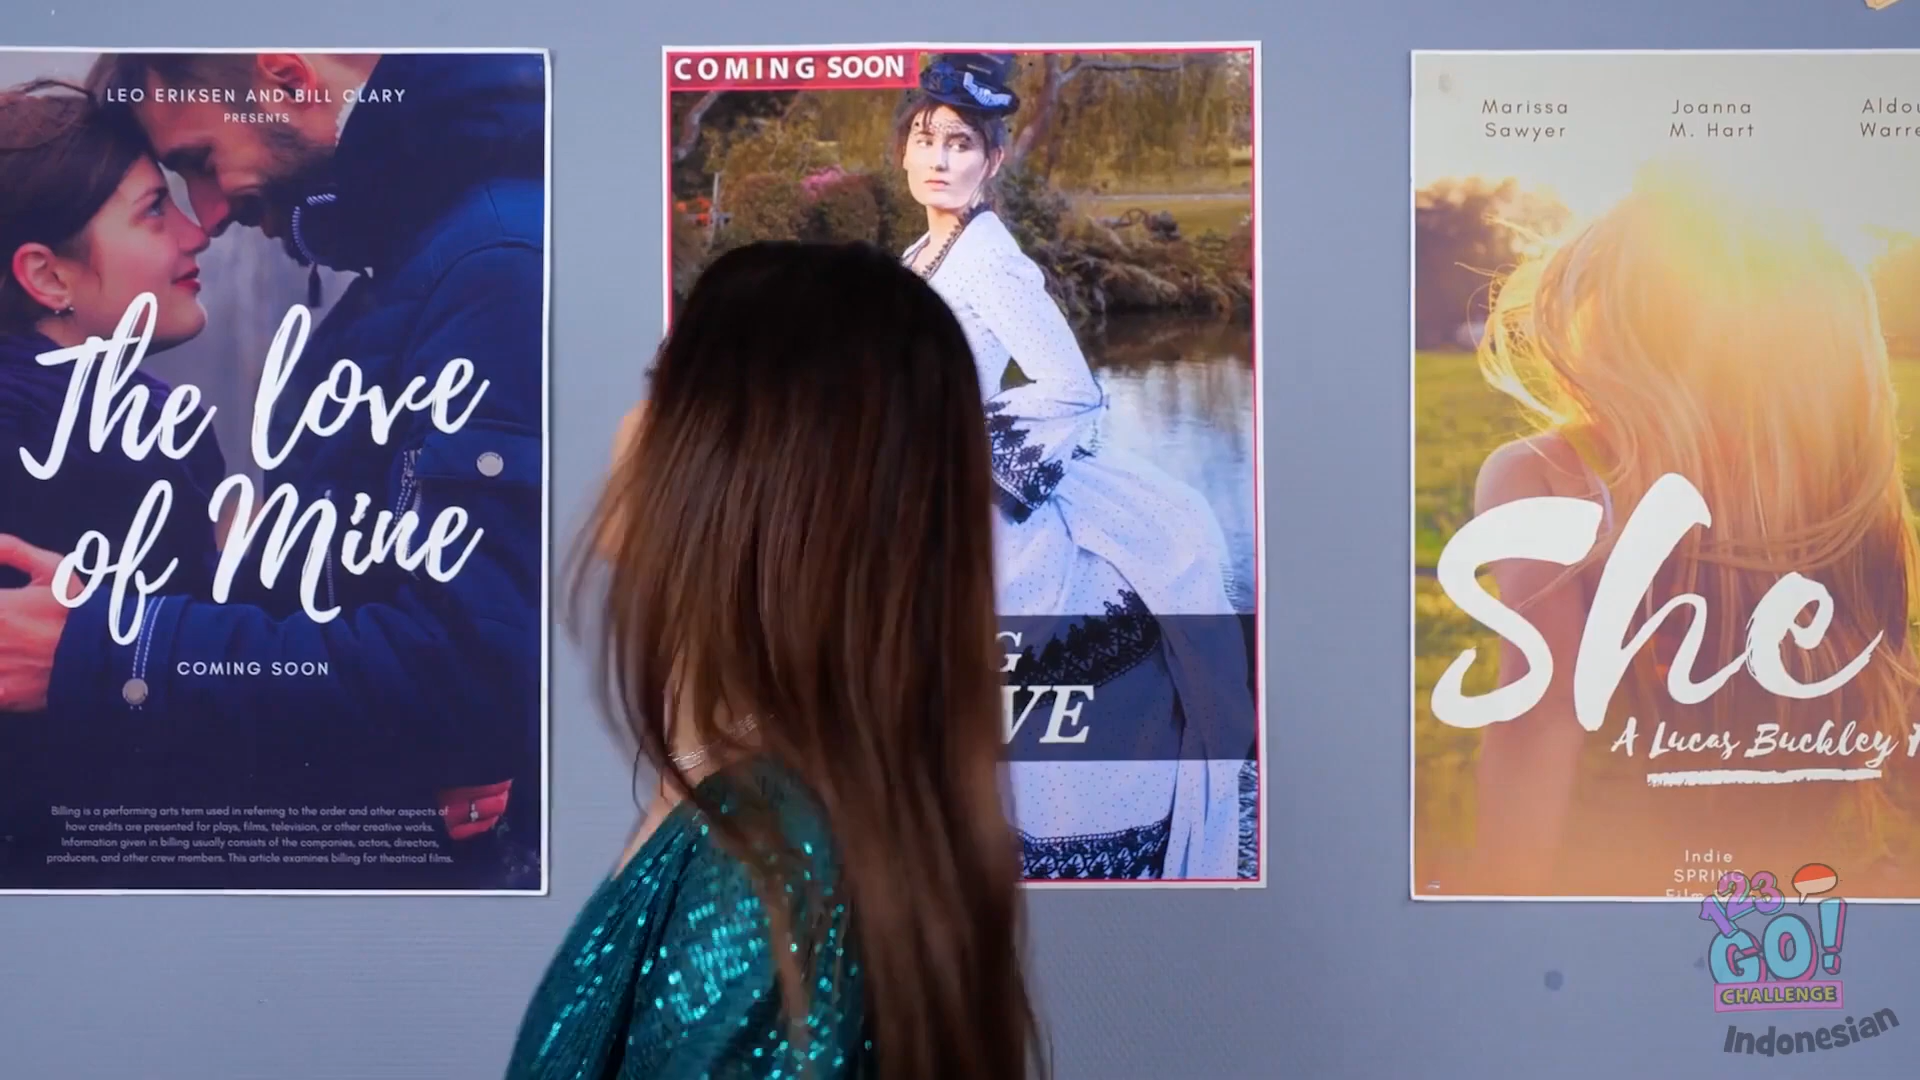 LEO ERIKSEN AND BILL CLARY
PRESENTS
The love
of Mine
COMING SOON
Billing is a performing arts term used in referring to the order and other aspects of
how credits are presented for plays, films, television, or other creative works.
Information given in billing usually consists of the companies, actors, directors,
producers, and other crew members. This article examines billing for theatrical films.
COMING SOON
G
VE
Marissa
Sawyer
Joanna
M. Hart
She
A Lucas Buckley
Indie
SPRING
123
GO!
CHALLENGE
Indonesian